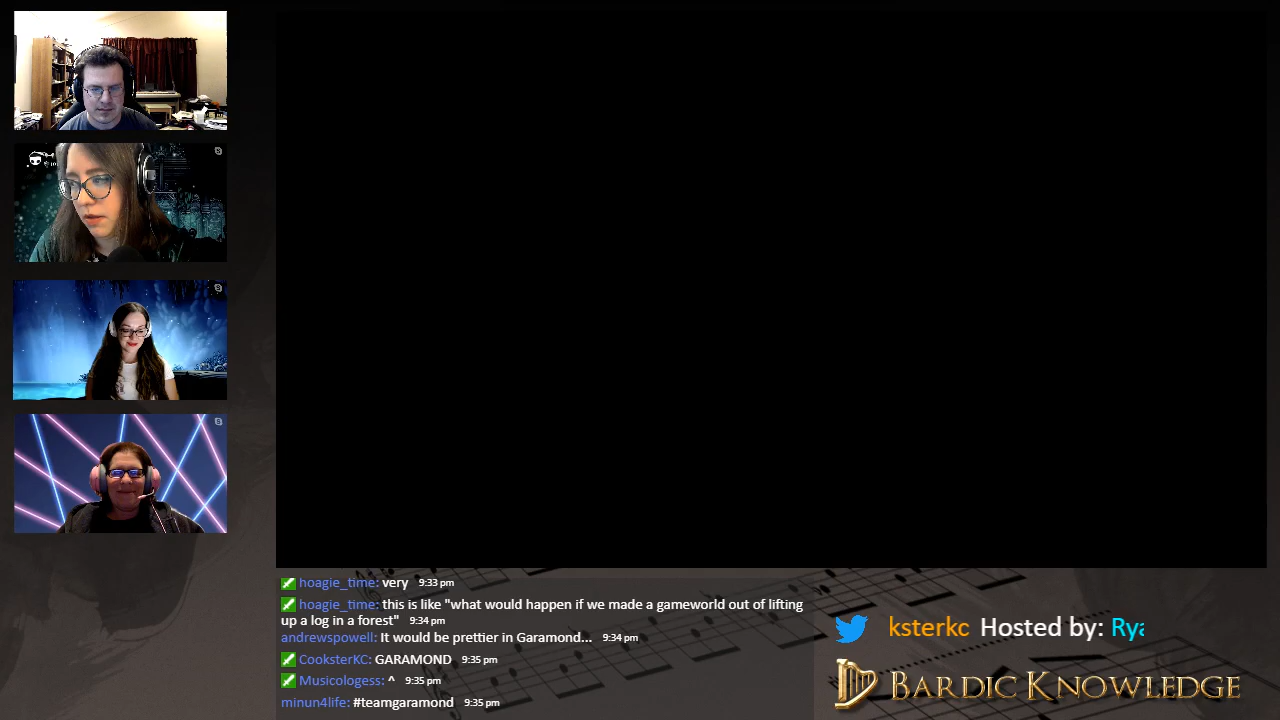 hoagie_time: very 9:33 pm
hoagie_time: this is like "what would happen if we made a gameworld out of lifting
up a log in a forest" 9:34 pm
andrewspowell: It would be prettier in Garamond... 9:34 pm
CooksterKC: GARAMOND 9:35 pm
Musicologess: ^ 9:35 pm
minun4life: #teamgaramond 9:35 pm
ksterkc Hosted by: Rya
BARDIC KNOWLEDGE